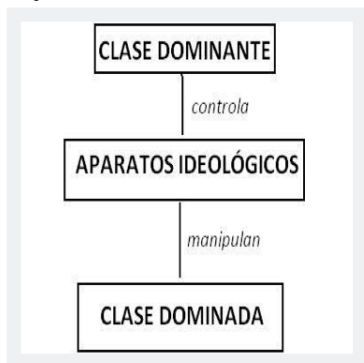 CLASE DOMINANTE
controla
APARATOS IDEOLÓGICOS
manipulan
CLASE DOMINADA